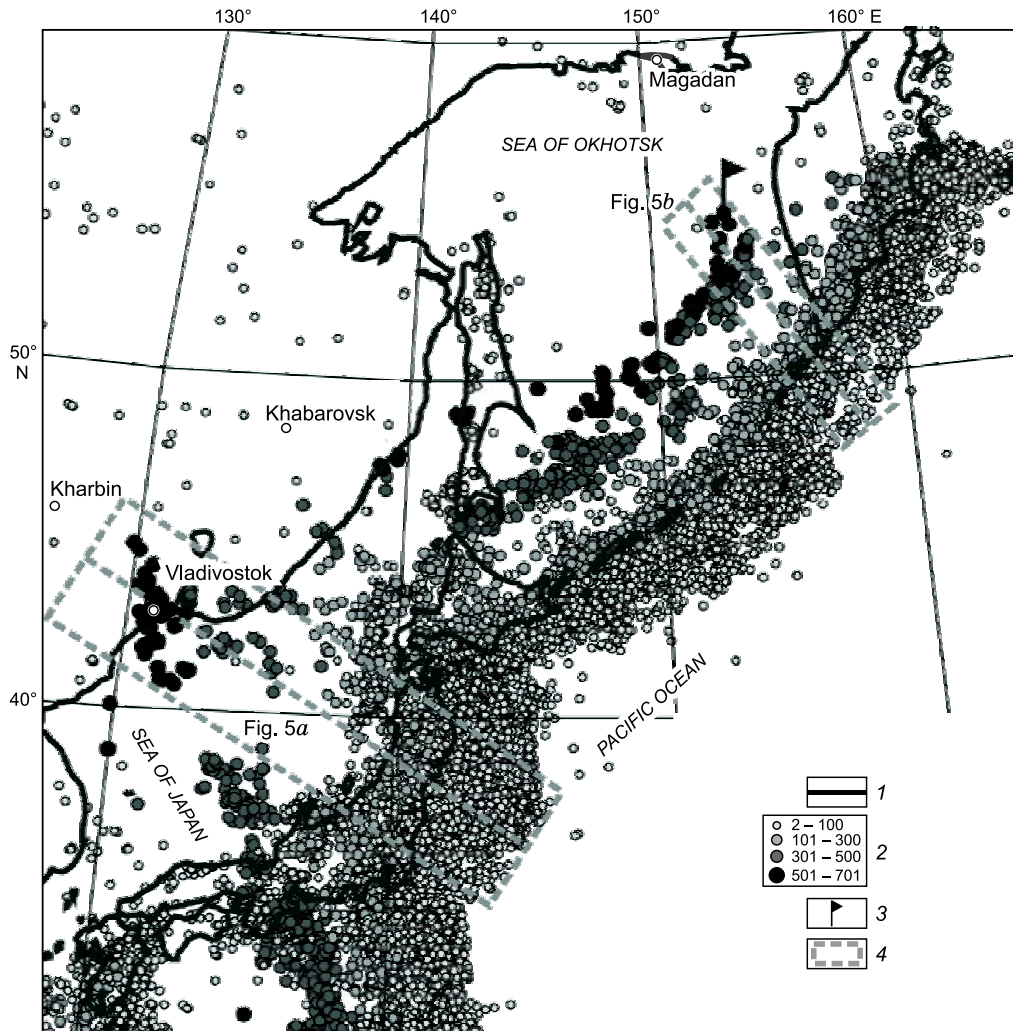 130°
140°
150°
160° E
Magadan
SEA OF OKHOTSK
Fig. 5b
50°
N
Khabarovsk
Kharbin
Vladivostok
40°
Fig. 5a
SEA OF JAPAN
PACIFIC OCEAN
1
2 – 100
101 – 300
301 – 500
501 – 701
2
3
4